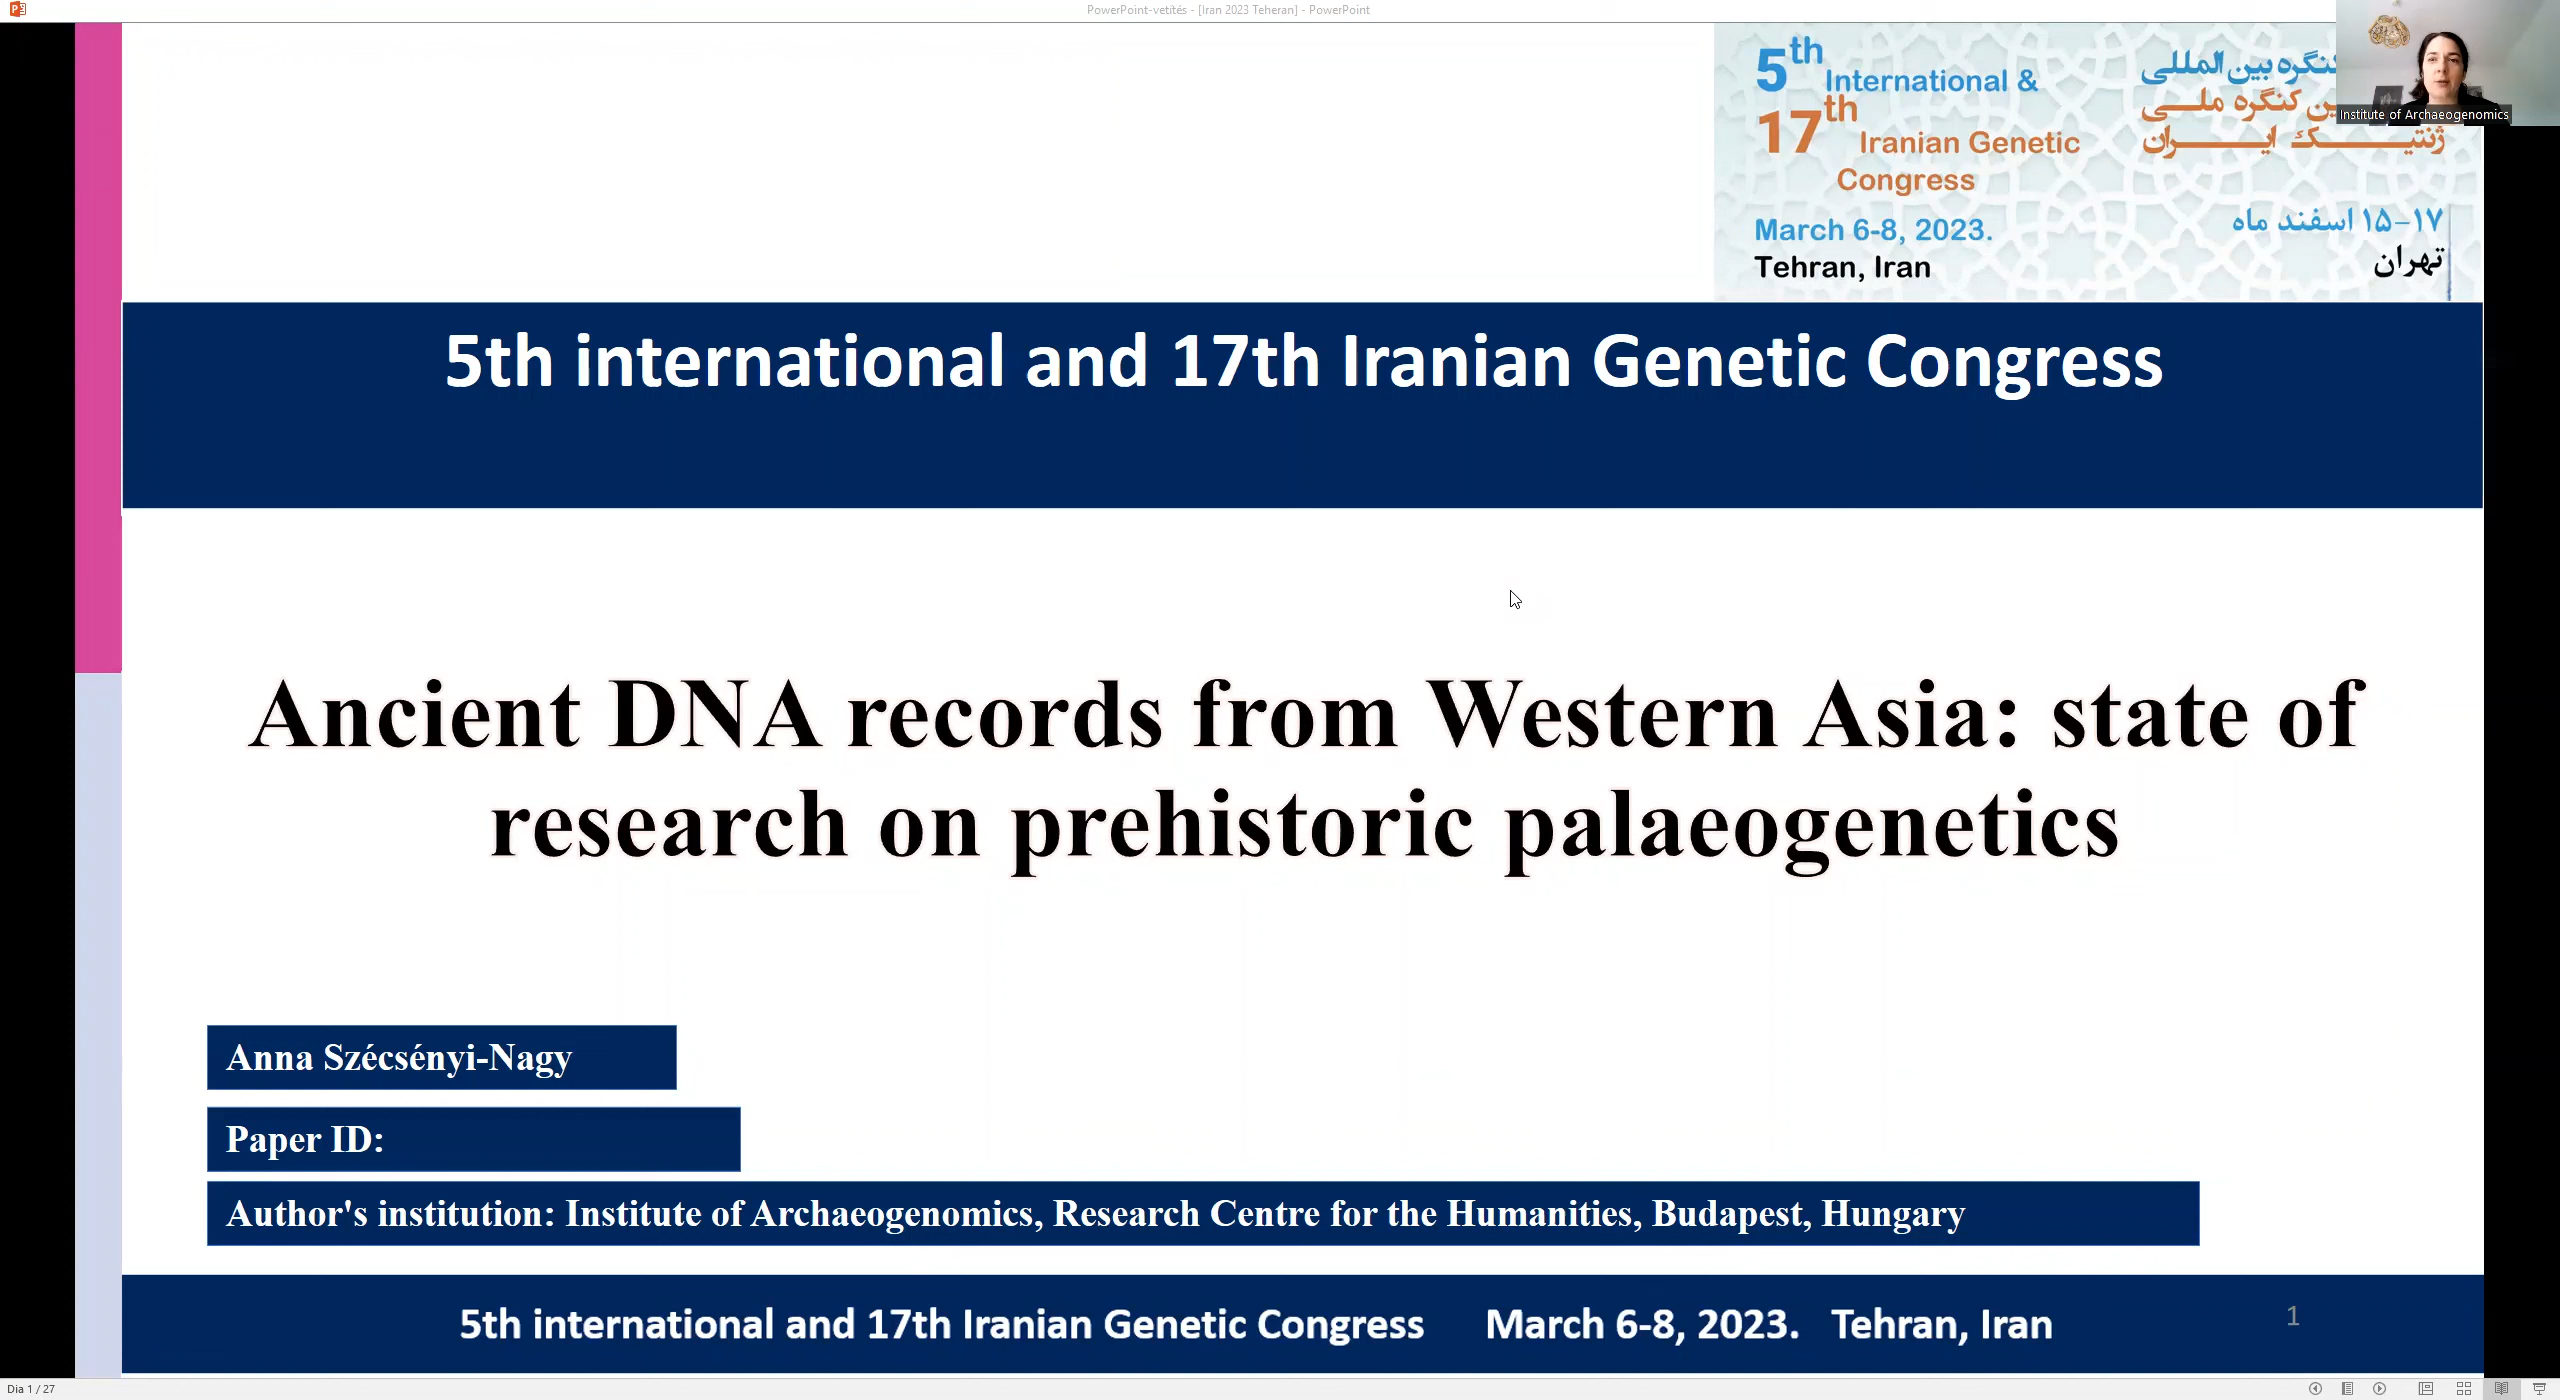 PowerPoint-vetítés - [Iran 2023 Teheran] - PowerPoint
5th International &
17th Iranian Genetic
Congress
March 6-8, 2023.
Tehran, Iran
کنگره بین المللی
کنگره ملی
ژنتیک ایران
۱۵-۱۷ اسفند ماه
تهران
Institute of Archaeogenomics
5th international and 17th Iranian Genetic Congress
Ancient DNA records from Western Asia: state of
research on prehistoric palaeogenetics
Anna Szécsényi-Nagy
Paper ID:
Author's institution: Institute of Archaeogenomics, Research Centre for the Humanities, Budapest, Hungary
5th international and 17th Iranian Genetic Congress March 6-8, 2023. Tehran, Iran
1
Dia 1 / 27